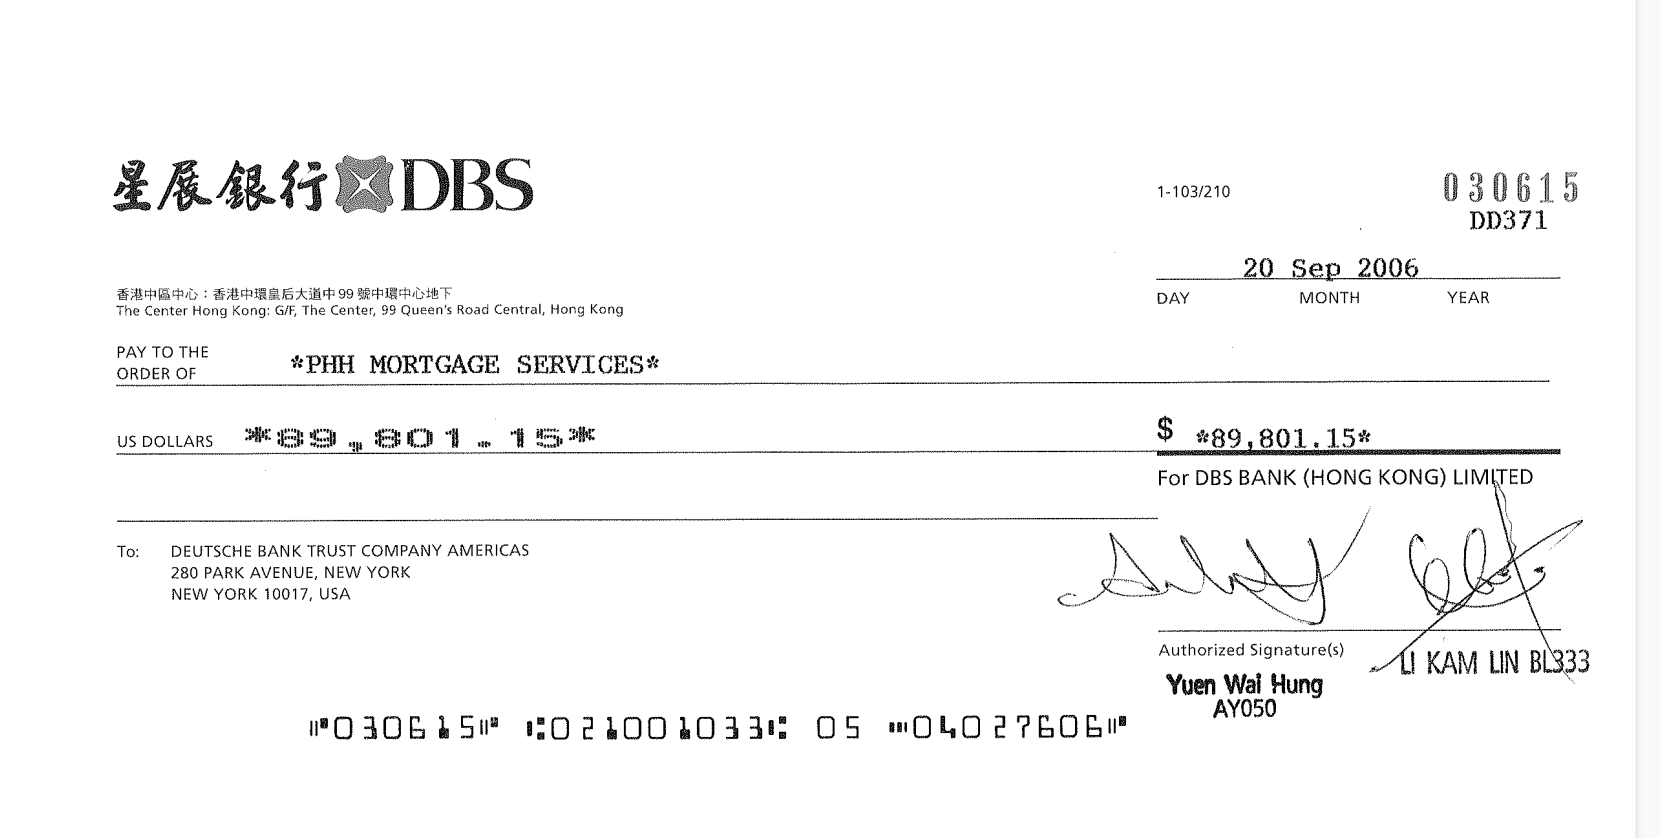 星展銀行 DBS
1-103/210
030615
DD371
20 Sep 2006
DAY MONTH YEAR
香港中區中心：香港中環皇后大道中 99 號中環中心地下
The Center Hong Kong: G/F, The Center, 99 Queen's Road Central, Hong Kong
PAY TO THE
ORDER OF *PHH MORTGAGE SERVICES*
US DOLLARS *89,801.15*
$ *89,801.15*
For DBS BANK (HONG KONG) LIMITED
To: DEUTSCHE BANK TRUST COMPANY AMERICAS
280 PARK AVENUE, NEW YORK
NEW YORK 10017, USA
Authorized Signature(s)
Yuen Wai Hung
AY050
LI KAM LIN BL333
⑈030615⑈ ⑆021001033⑆ 05 ⑉04027606⑈